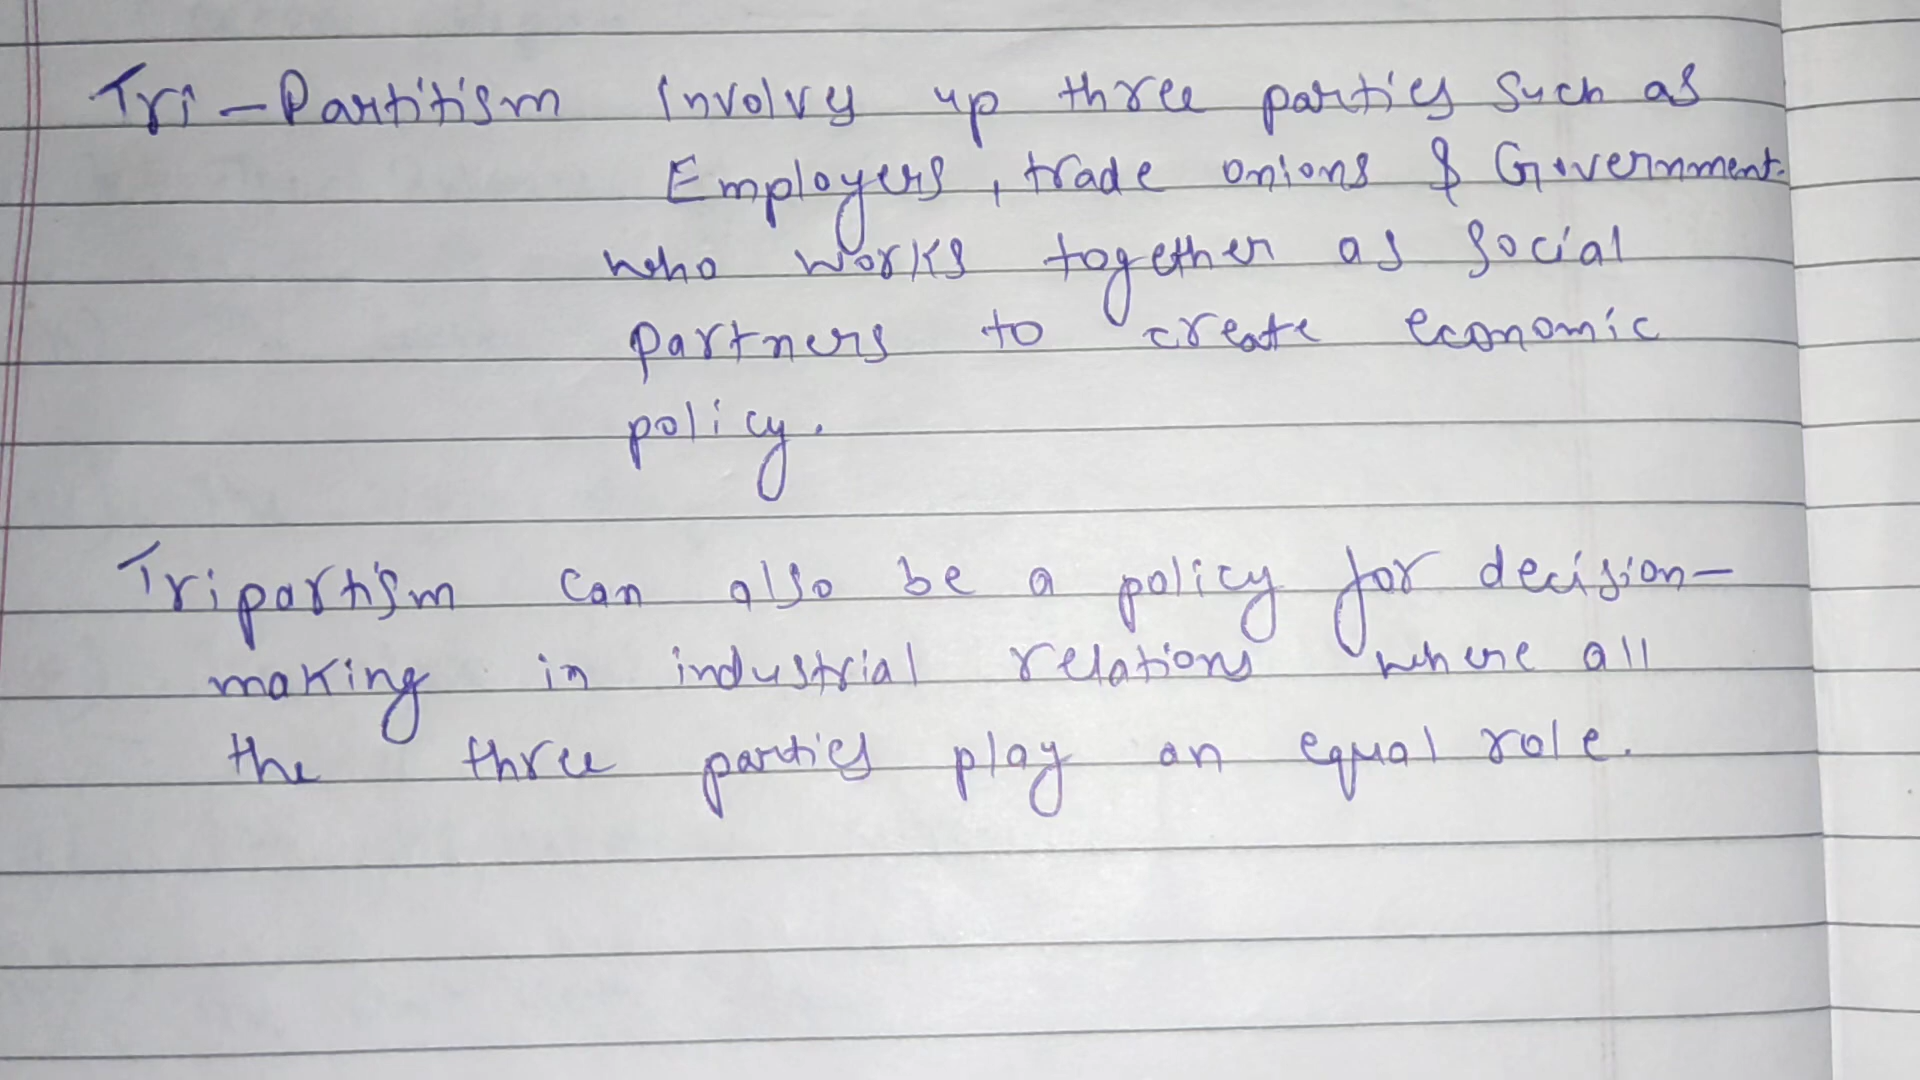 Tri-Partitism involves up three parties such as
Employers, trade onions & Government.
who works together as social
partners to create economic
policy.
Tripartism can also be a policy for decision-
making in industrial relations where all
the three parties play an equal role.